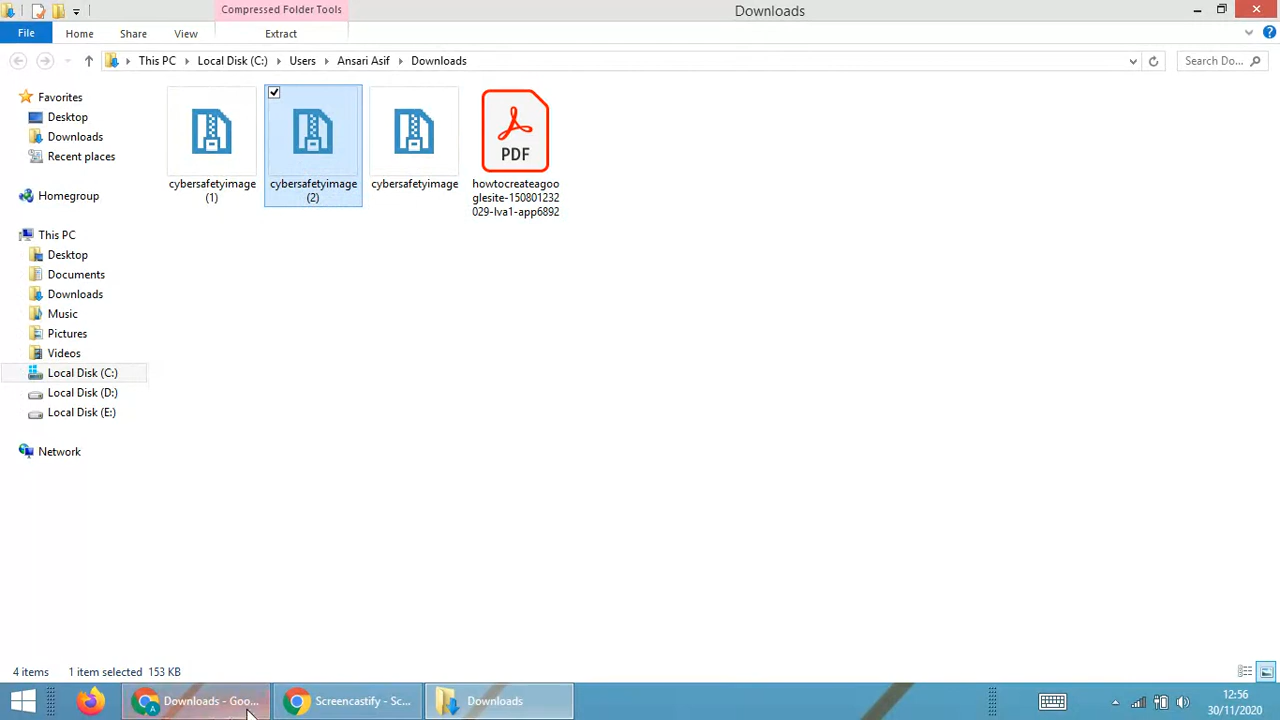 Compressed Folder Tools
Downloads
File
Home
Share
View
Extract
This PC
Local Disk (C:)
Users
Ansari Asif
Downloads
Search Do...
Favorites
Desktop
Downloads
Recent places
Homegroup
This PC
Desktop
Documents
Downloads
Music
Pictures
Videos
Local Disk (C:)
Local Disk (D:)
Local Disk (E:)
Network
cybersafetyimage
(1)
cybersafetyimage
(2)
cybersafetyimage
PDF
howtocreateagoo
glesite-150801232
029-lva1-app6892
4 items
1 item selected 153 KB
Downloads - Goo...
Screencastify - Sc...
Downloads
12:56
30/11/2020